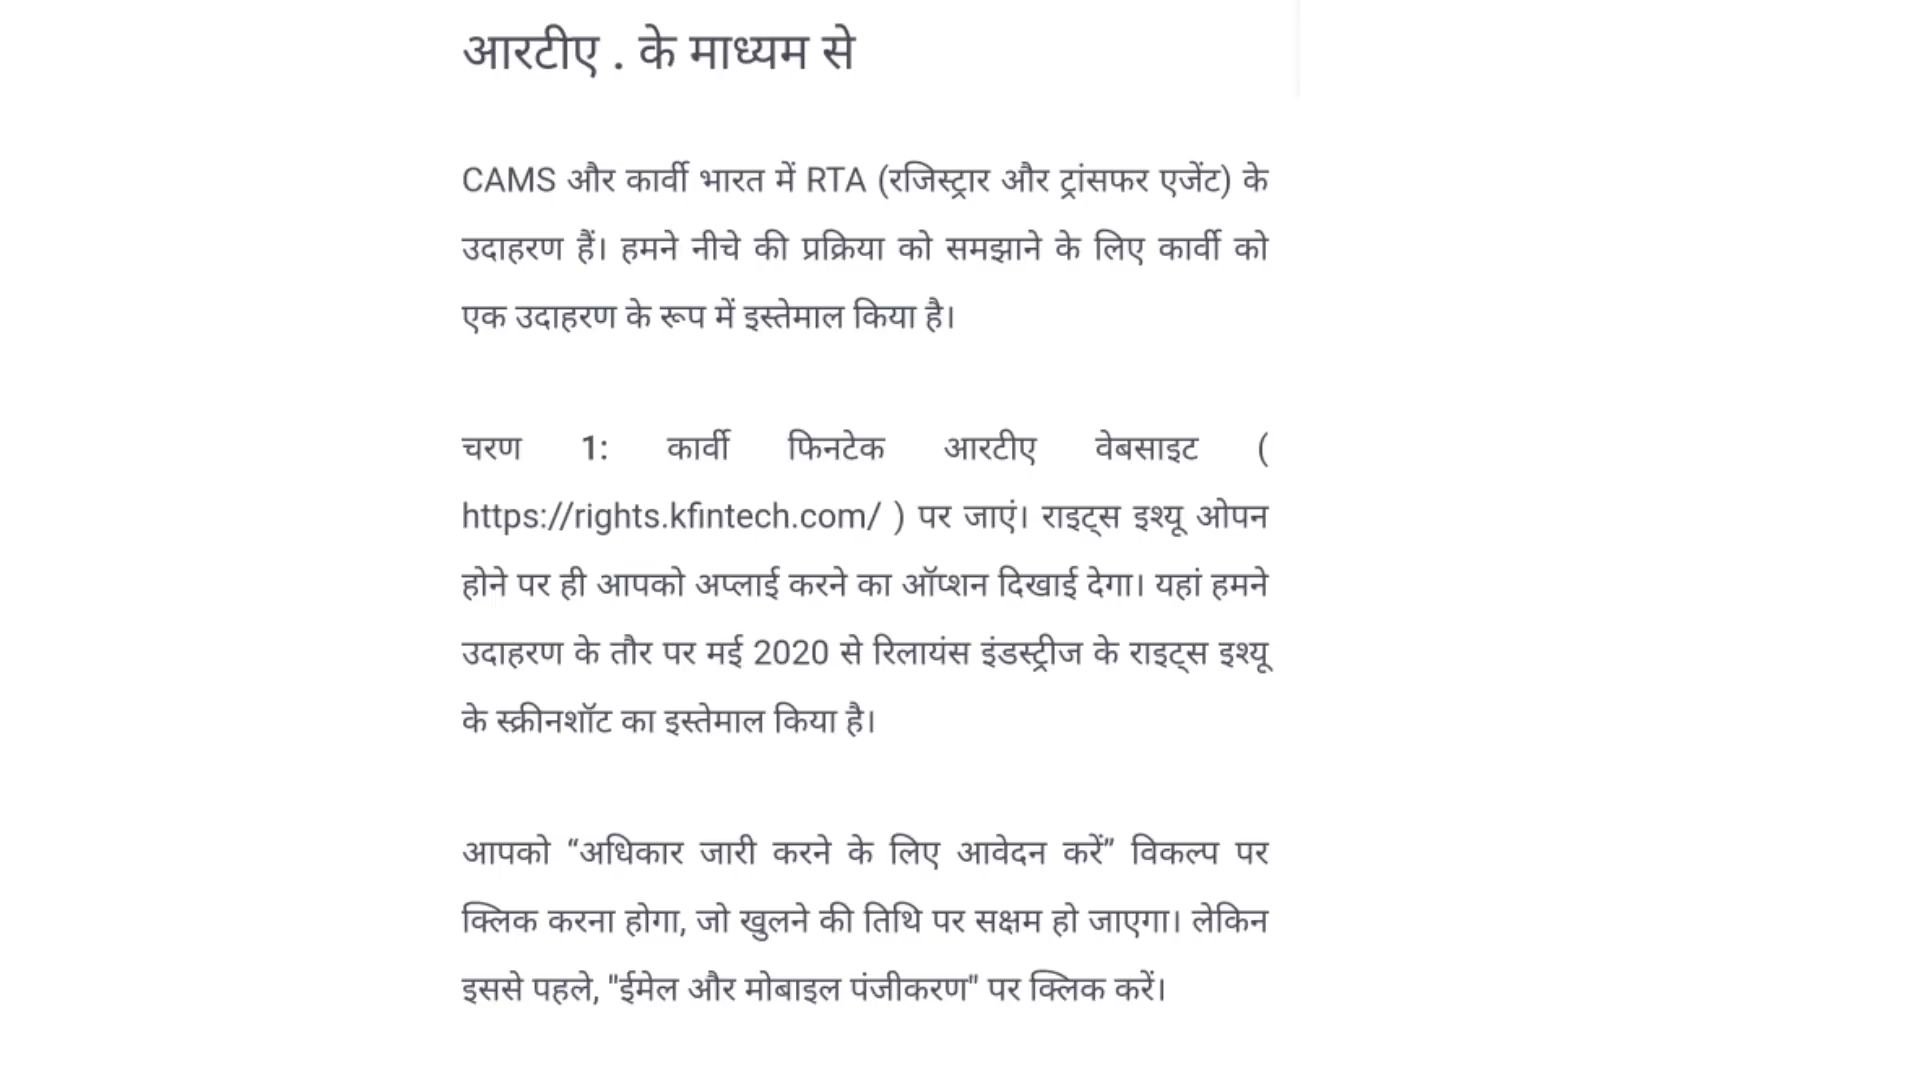 आरटीए . के माध्यम से
CAMS और कार्वी भारत में RTA (रजिस्ट्रार और ट्रांसफर एजेंट) के
उदाहरण हैं। हमने नीचे की प्रक्रिया को समझाने के लिए कार्वी को
एक उदाहरण के रूप में इस्तेमाल किया है।
चरण 1: कार्वी फिनटेक आरटीए वेबसाइट (
https://rights.kfintech.com/ ) पर जाएं। राइट्स इश्यू ओपन
होने पर ही आपको अप्लाई करने का ऑप्शन दिखाई देगा। यहां हमने
उदाहरण के तौर पर मई 2020 से रिलायंस इंडस्ट्रीज के राइट्स इश्यू
के स्क्रीनशॉट का इस्तेमाल किया है।
आपको “अधिकार जारी करने के लिए आवेदन करें” विकल्प पर
क्लिक करना होगा, जो खुलने की तिथि पर सक्षम हो जाएगा। लेकिन
इससे पहले, "ईमेल और मोबाइल पंजीकरण" पर क्लिक करें।